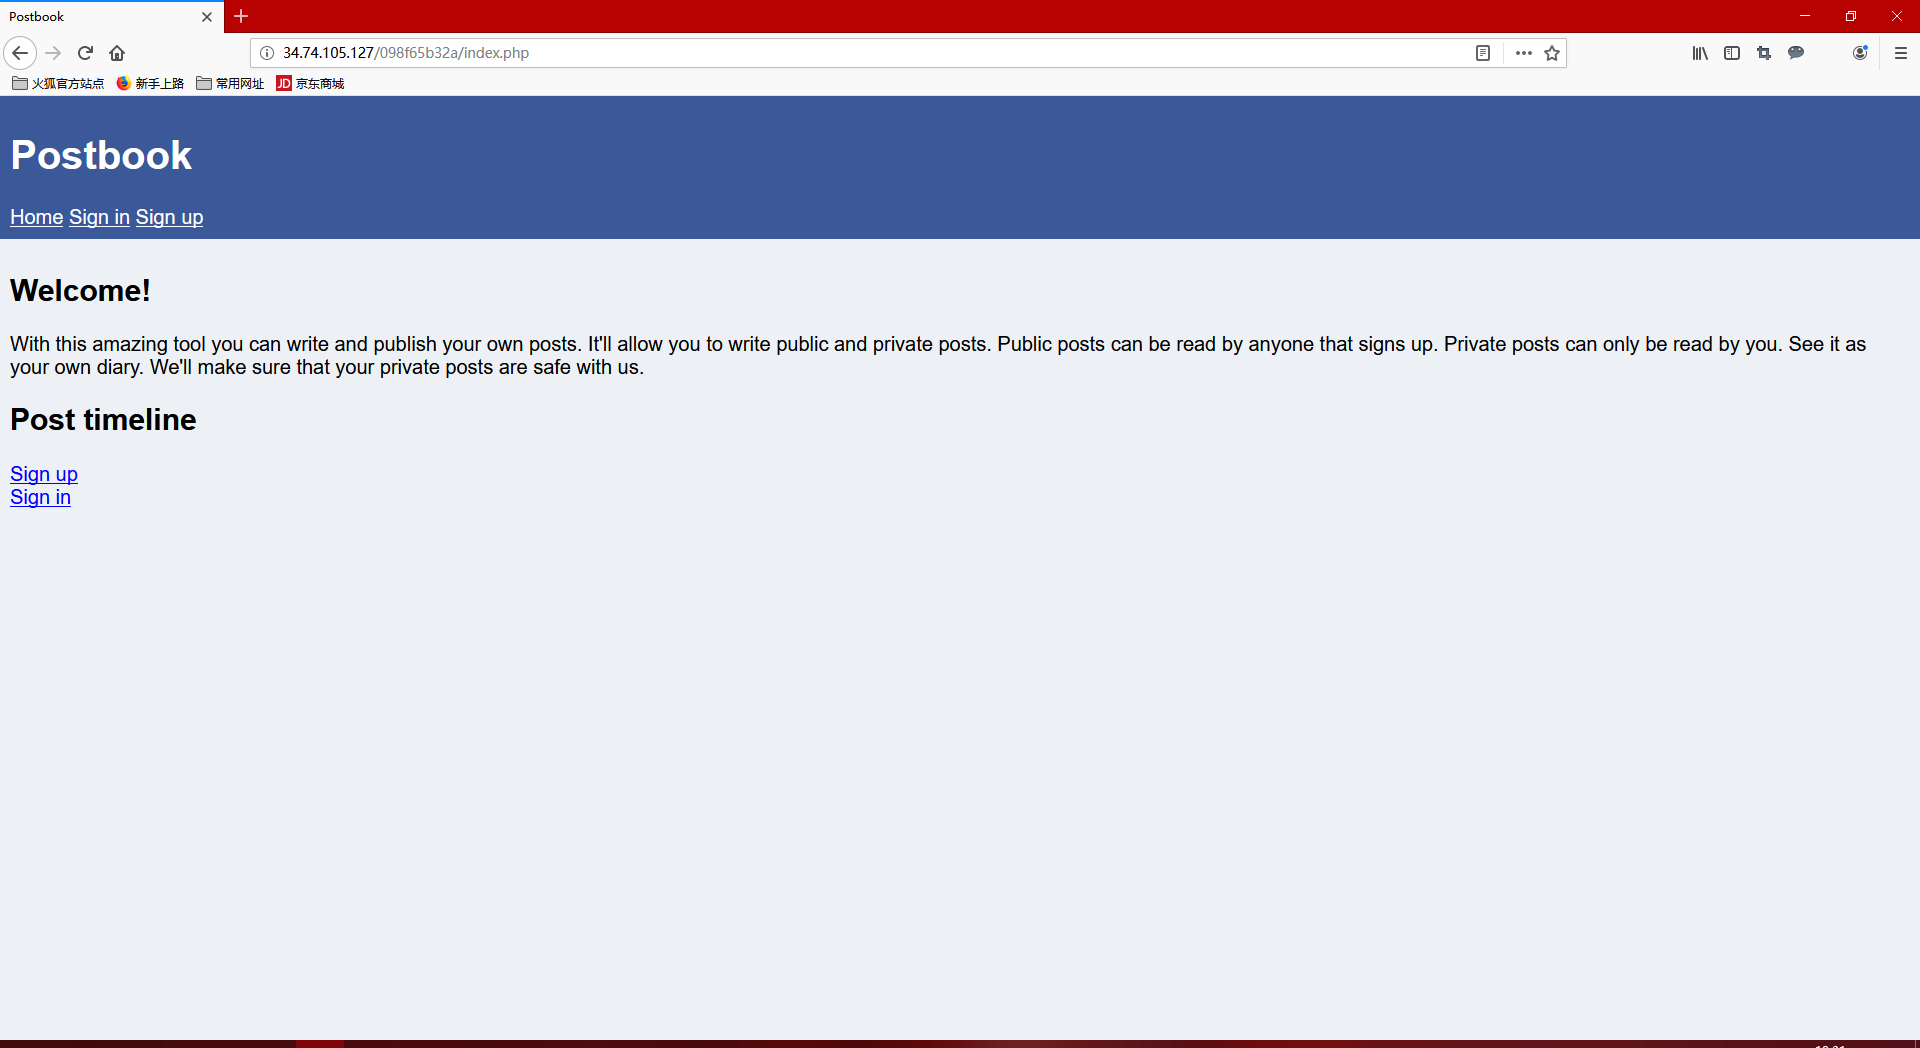 Postbook
34.74.105.127/098f65b32a/index.php
火狐官方站点 新手上路 常用网址 JD 京东商城
Postbook
Home Sign in Sign up
Welcome!
With this amazing tool you can write and publish your own posts. It'll allow you to write public and private posts. Public posts can be read by anyone that signs up. Private posts can only be read by you. See it as
your own diary. We'll make sure that your private posts are safe with us.
Post timeline
Sign up
Sign in